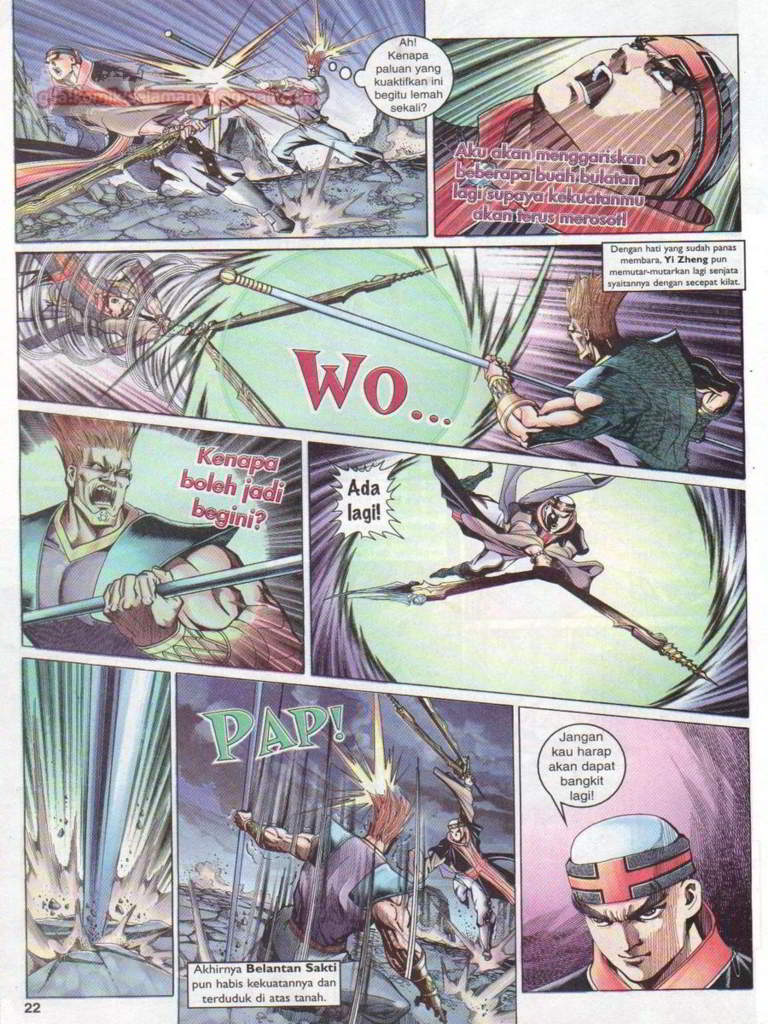 Ah!
Kenapa
paluan yang
kuaktifkan ini
begitu lemah
sekali?
Aku akan menggariskan
beberapa buah bulatan
lagi supaya kekuatanmu
akan terus merosot!
Dengan hati yang sudah panas
membara, Yi Zheng pun
memutar-mutarkan lagi senjata
syaitannya dengan secepat kilat.
WO...
Kenapa
boleh jadi
begini?
Ada
lagi!
PAP!
Jangan
kau harap
akan dapat
bangkit
lagi!
Akhirnya Belantan Sakti
pun habis kekuatannya dan
terduduk di atas tanah.
22